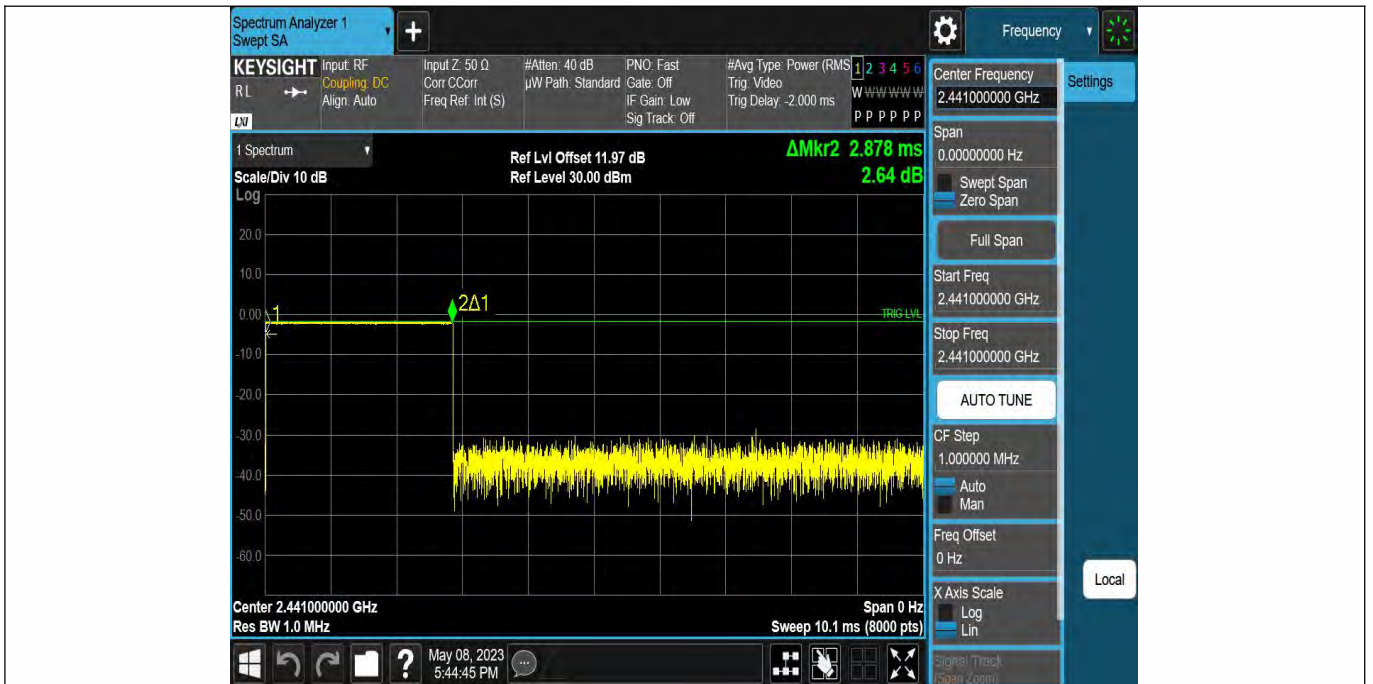 Spectrum Analyzer 1
Swept SA
Frequency
KEYSIGHT
RL
LXI
Input: RF
Coupling: DC
Align: Auto
Input Z: 50 Ω
Corr CCorr
Freq Ref: Int (S)
#Atten: 40 dB
µW Path: Standard
PNO: Fast
Gate: Off
IF Gain: Low
Sig Track: Off
#Avg Type: Power (RMS
Trig: Video
Trig Delay: -2.000 ms
1 2 3 4 5 6
W W W W W W
P P P P P P
1 Spectrum
Scale/Div 10 dB
Ref Lvl Offset 11.97 dB
Ref Level 30.00 dBm
ΔMkr2 2.878 ms
2.64 dB
Log
20.0
10.0
0.00
-10.0
-20.0
-30.0
-40.0
-50.0
-60.0
1
2Δ1
TRIG LVL
Center 2.441000000 GHz
Res BW 1.0 MHz
Span 0 Hz
Sweep 10.1 ms (8000 pts)
May 08, 2023
5:44:45 PM
Center Frequency
2.441000000 GHz
Settings
Span
0.00000000 Hz
Swept Span
Zero Span
Full Span
Start Freq
2.441000000 GHz
Stop Freq
2.441000000 GHz
AUTO TUNE
CF Step
1.000000 MHz
Auto
Man
Freq Offset
0 Hz
X Axis Scale
Log
Lin
Local
Signal Track
(Span Zoom)